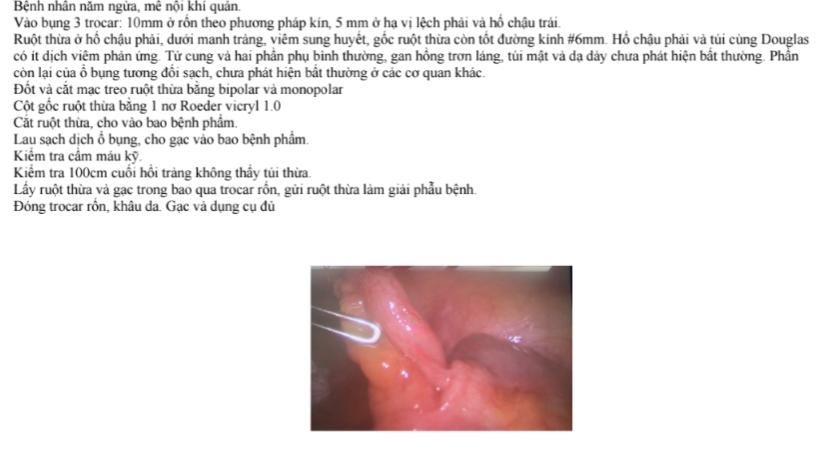 Bệnh nhân nằm ngửa, mê nội khí quản.
Vào bụng 3 trocar: 10mm ở rốn theo phương pháp kín, 5 mm ở hạ vị lệch phải và hố chậu trái.
Ruột thừa ở hố chậu phải, dưới manh tràng, viêm sung huyết, gốc ruột thừa còn tốt đường kính #6mm. Hố chậu phải và túi cùng Douglas
có ít dịch viêm phản ứng. Tử cung và hai phần phụ bình thường, gan hồng trơn láng, túi mật và dạ dày chưa phát hiện bất thường. Phần
còn lại của ổ bụng tương đối sạch, chưa phát hiện bất thường ở các cơ quan khác.
Đốt và cắt mạc treo ruột thừa bằng bipolar và monopolar
Cột gốc ruột thừa bằng 1 nơ Roeder vicryl 1.0
Cắt ruột thừa, cho vào bao bệnh phẩm.
Lau sạch dịch ổ bụng, cho gạc vào bao bệnh phẩm.
Kiểm tra cầm máu kỹ.
Kiểm tra 100cm cuối hồi tràng không thấy túi thừa.
Lấy ruột thừa và gạc trong bao qua trocar rốn, gửi ruột thừa làm giải phẫu bệnh.
Đóng trocar rốn, khâu da. Gạc và dụng cụ đủ